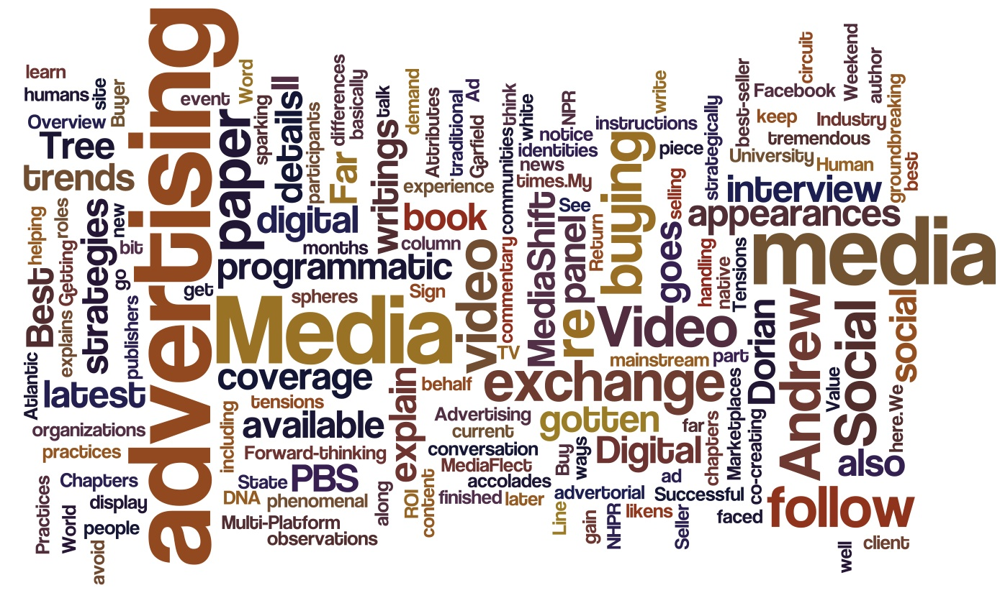 learn
humans
site
Buyer
Overview
Tree
trends
helping
roles
Getting
strategies
new
bit
go
Best
explains
publishers
Atlantic
latest
organizations
practices
Chapters
Practices
display
World
people
avoid
advertising
event
Word
sparking
paper
II
details
participants
differences
basically
Far
talk
writings
demand
Attributes
traditional
Ad
Garfield
experience
digital
book
column
months
programmatic
get
spheres
Sign
Media
video
coverage
tensions
including
available
explain
behalf
Forward-thinking
State
PBS
DNA
phenomenal
Multi-Platform
observations
along
ROI
content
think
white
communities
NPR
notice
identities
news
times.My
See
MediaShift
commentary
TV
panel
re
Return
write
instructions
piece
buying
selling
goes
strategically
handling
native
Tensions
Video
mainstream
part
exchange
Advertising
current
conversation
MediaFlect
accolades
finished
later
gotten
far
Buy
ways
Digital
chapters
ad
advertorial
Successful
Line
gain
NHPR
likens
Seller
faced
Marketplaces
co-creating
Dorian
best-seller
circuit
Weekend
author
Facebook
groundbreaking
keep
Industry
tremendous
University
Human
best
interview
appearances
media
Andrew
Social
social
Value
here.We
also
follow
well
client